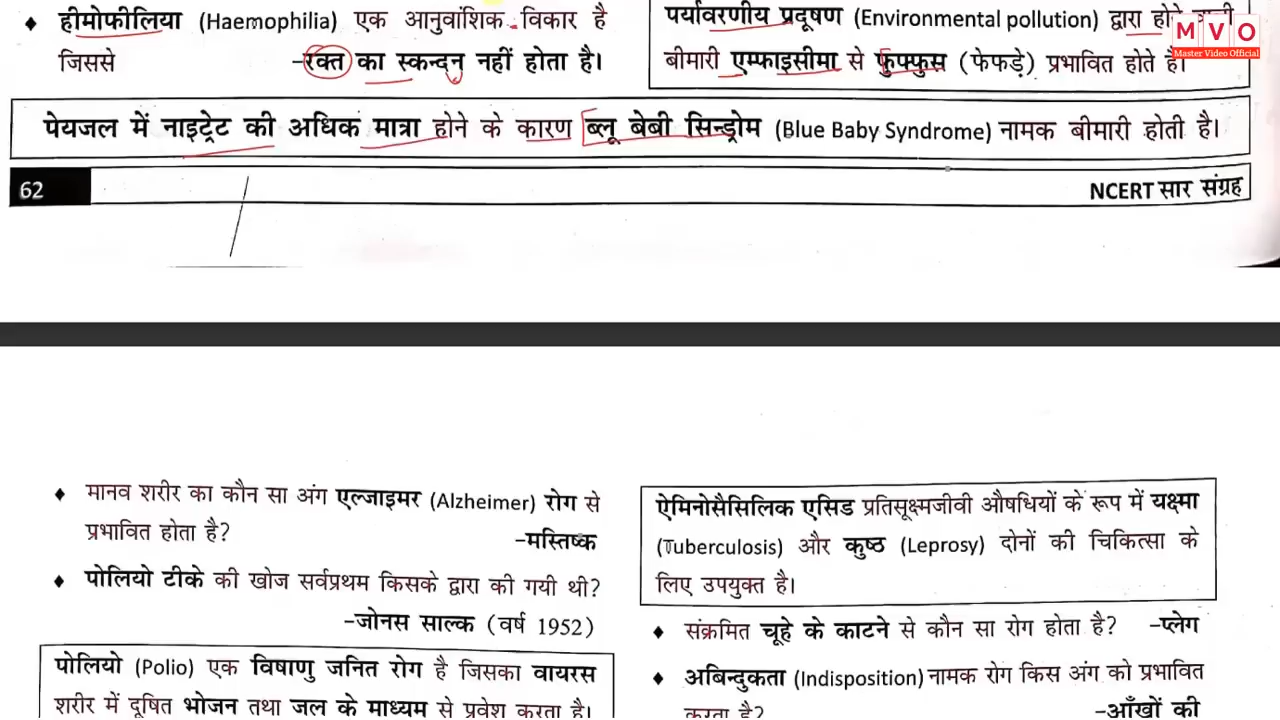 ♦ हीमोफीलिया (Haemophilia) एक आनुवांशिक विकार है
जिससे -रक्त का स्कन्दन नहीं होता है।
पर्यावरणीय प्रदूषण (Environmental pollution) द्वारा होने वाली
बीमारी एम्फाइसीमा से फुफ्फुस (फेफड़े) प्रभावित होते है।
MVO
Master Video Official
पेयजल में नाइट्रेट की अधिक मात्रा होने के कारण ब्लू बेबी सिन्ड्रोम (Blue Baby Syndrome) नामक बीमारी होती है।
62
NCERT सार संग्रह
♦ मानव शरीर का कौन सा अंग एल्जाइमर (Alzheimer) रोग से
प्रभावित होता है? -मस्तिष्क
♦ पोलियो टीके की खोज सर्वप्रथम किसके द्वारा की गयी थी?
-जोनस साल्क (वर्ष 1952)
पोलियो (Polio) एक विषाणु जनित रोग है जिसका वायरस
शरीर में दूषित भोजन तथा जल के माध्यम से प्रवेश करता है।
ऐमिनोसैसिलिक एसिड प्रतिसूक्ष्मजीवी औषधियों के रूप में यक्ष्मा
(Tuberculosis) और कुष्ठ (Leprosy) दोनों की चिकित्सा के
लिए उपयुक्त है।
♦ संक्रमित चूहे के काटने से कौन सा रोग होता है? -प्लेग
♦ अबिन्दुकता (Indisposition) नामक रोग किस अंग को प्रभावित
करता है? -आँखों की